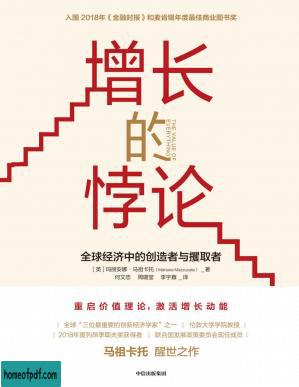 入围2018年《金融时报》和麦肯锡年度最佳商业图书奖
增长
的
THE VALUE OF
EVERYTHING
悖论
全球经济中的创造者与攫取者
[英] 玛丽安娜·马祖卡托 (Mariana Mazzucato) 著
何文忠 周璐莹 李宇鑫 译
重启价值理论，激活增长动能
全球“三位最重要的创新经济学家”之一 伦敦大学学院教授
2018年度列昂季耶夫奖获得者 联合国发展政策委员会现任成员
马祖卡托 醒世之作
中信出版集团
homeofpdf.com